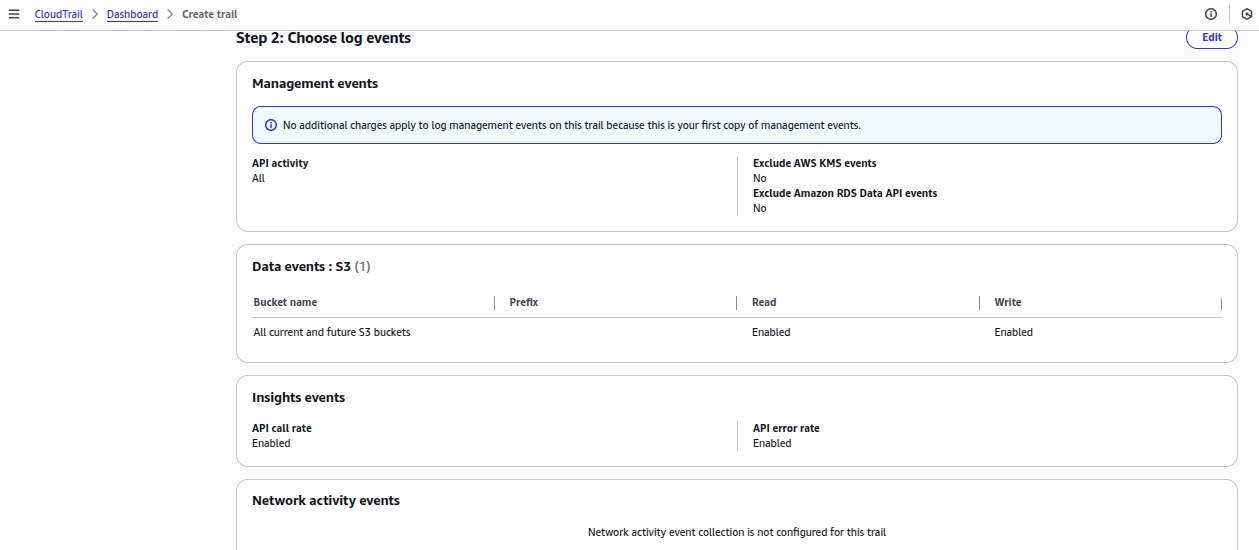 CloudTrail > Dashboard > Create trail
Step 2: Choose log events
Edit
Management events
No additional charges apply to log management events on this trail because this is your first copy of management events.
API activity
All
Exclude AWS KMS events
No
Exclude Amazon RDS Data API events
No
Data events : S3 (1)
Bucket name Prefix Read Write
All current and future S3 buckets Enabled Enabled
Insights events
API call rate
Enabled
API error rate
Enabled
Network activity events
Network activity event collection is not configured for this trail